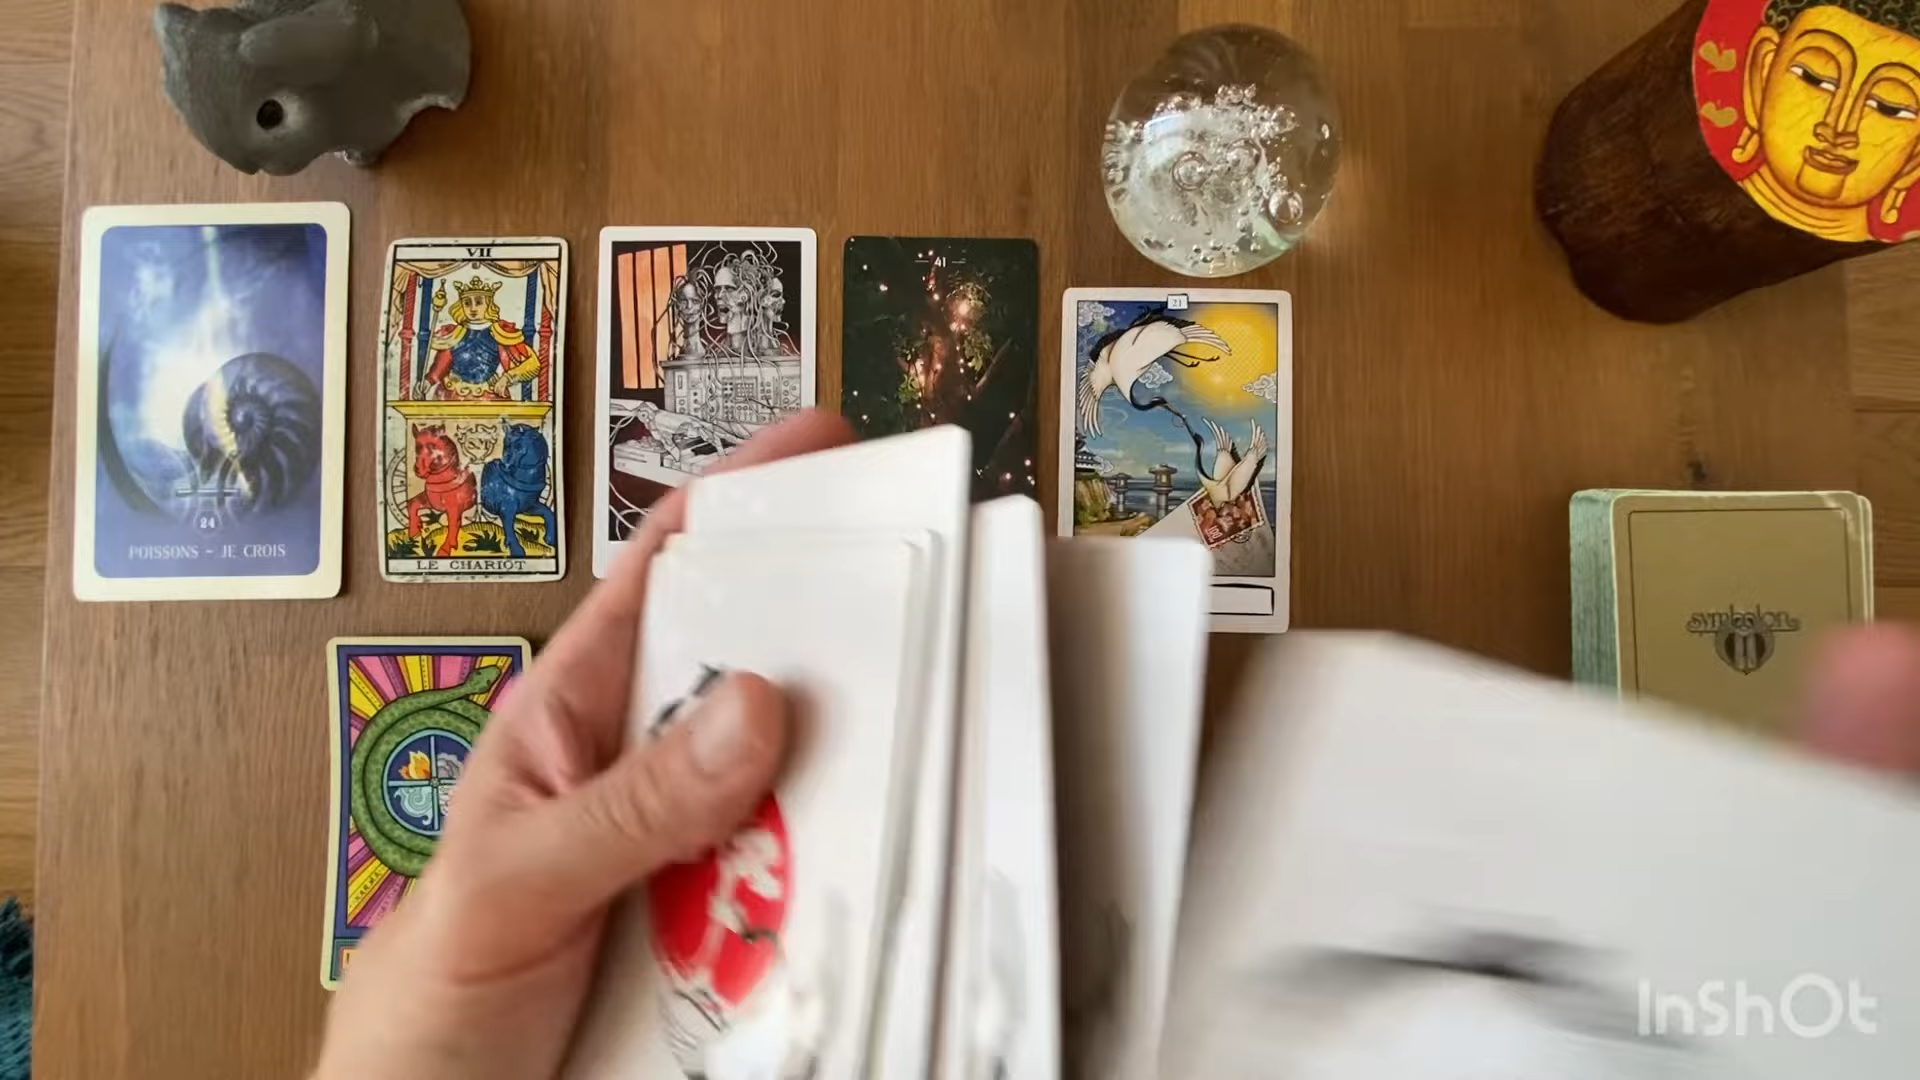 24
POISSONS - JE CROIS
VII
LE CHARIOT
41
21
symbolon
InShOt